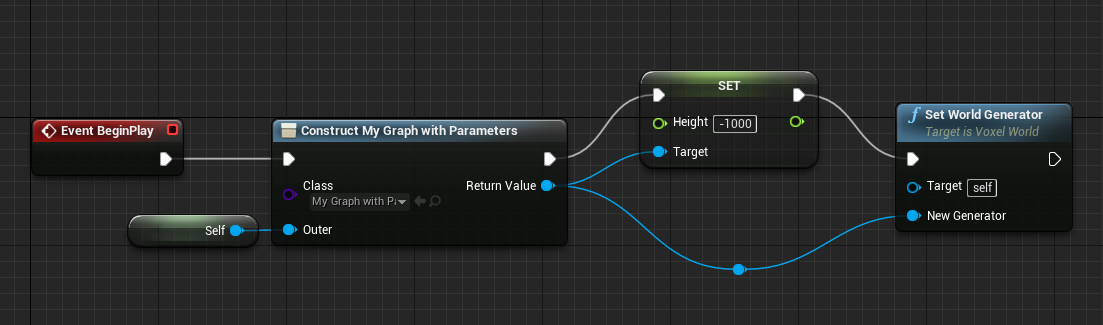 Event BeginPlay
Construct My Graph with Parameters
Class
My Graph with P
Return Value
Self
Outer
SET
Height -1000
Target
f Set World Generator
Target is Voxel World
Target self
New Generator